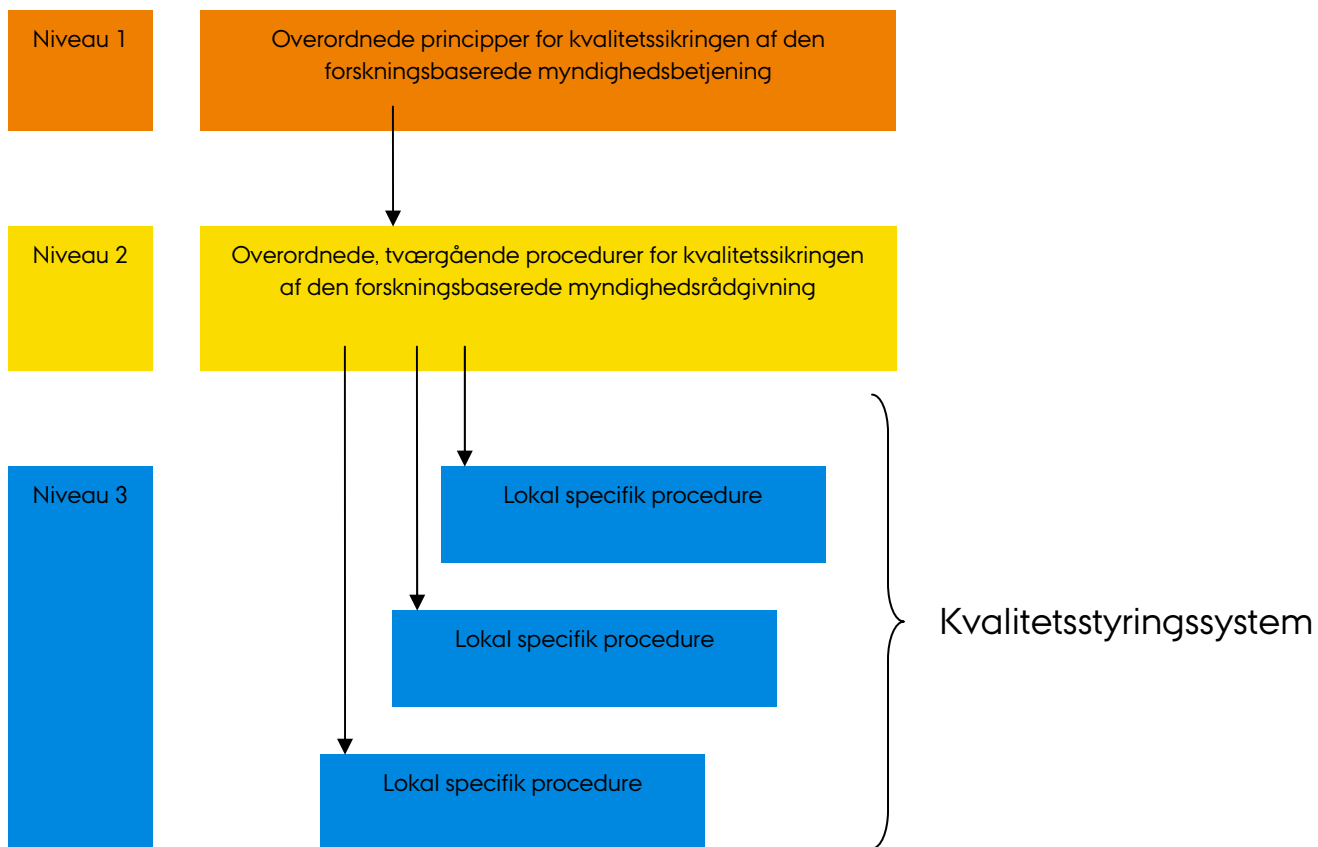 Niveau 1
Overordnede principper for kvalitetssikringen af den
forskningsbaserede myndighedsbetjening
Niveau 2
Overordnede, tværgående procedurer for kvalitetssikringen
af den forskningsbaserede myndighedsrådgivning
Niveau 3
Lokal specifik procedure
Lokal specifik procedure
Lokal specifik procedure
Kvalitetsstyringssystem